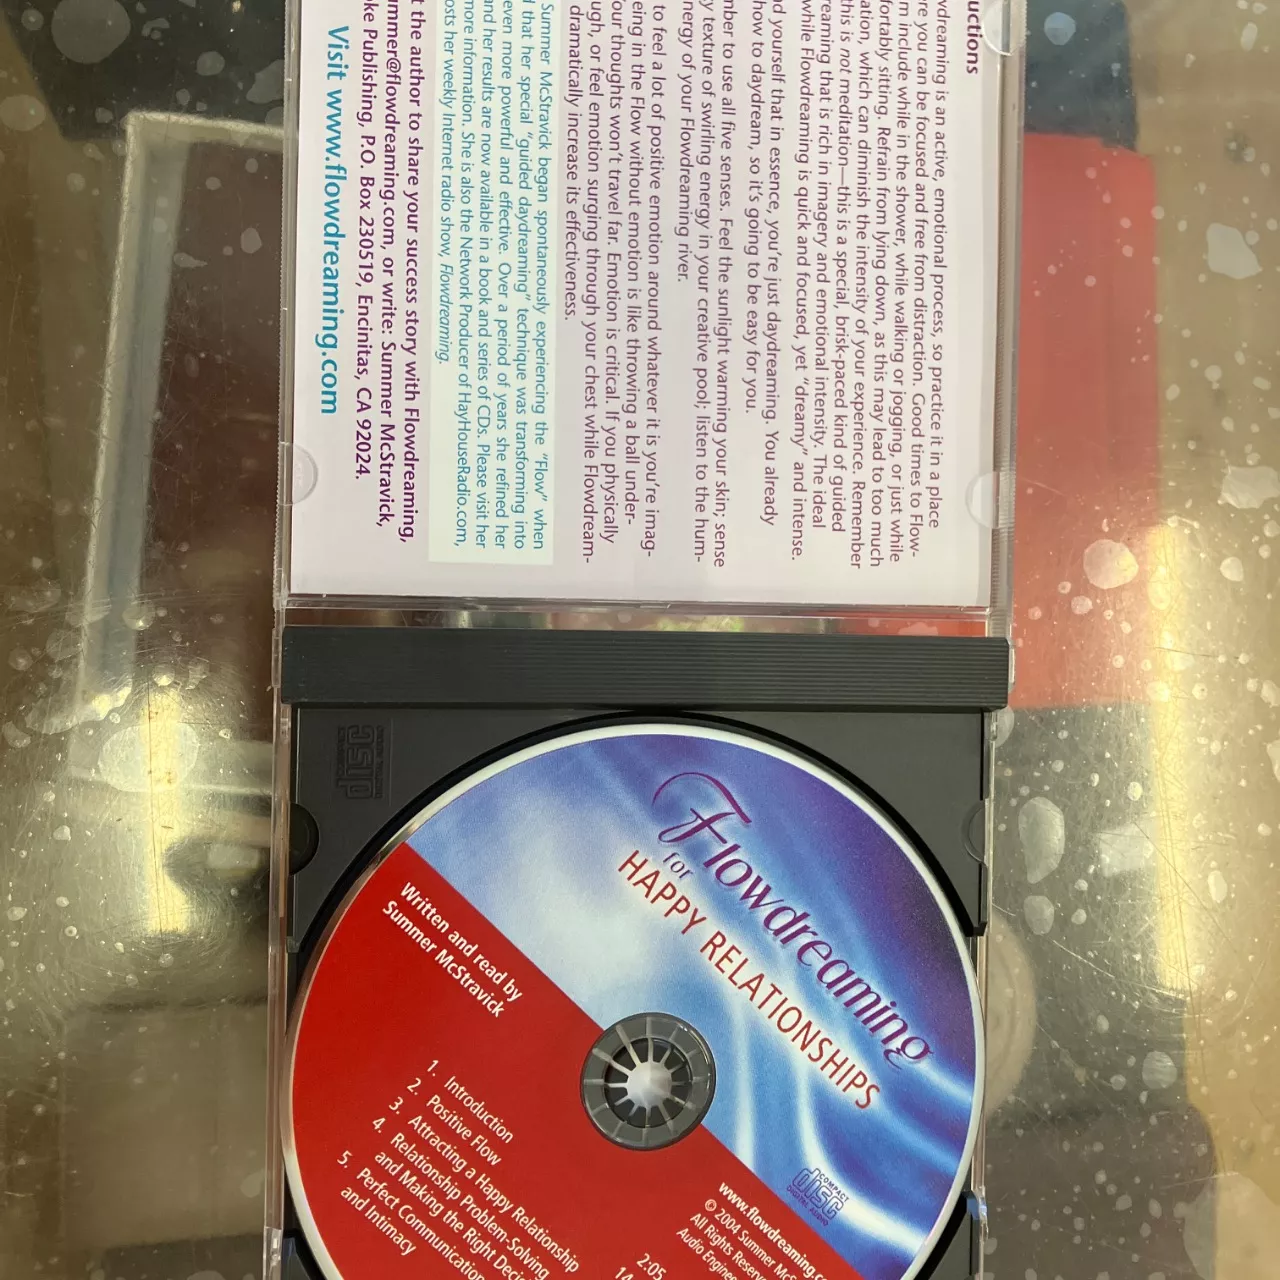 uctions
ydreaming is an active, emotional process, so practice it in a place
re you can be focused and free from distraction. Good times to Flow-
m include while in the shower, while walking or jogging, or just while
fortably sitting. Refrain from lying down, as this may lead to too much
ation, which can diminish the intensity of your experience. Remember
this is not meditation—this is a special, brisk-paced kind of guided
reaming that is rich in imagery and emotional intensity. The ideal
while Flowdreaming is quick and focused, yet "dreamy" and intense.
nd yourself that in essence, you're just daydreaming. You already
how to daydream, so it's going to be easy for you.
mber to use all five senses. Feel the sunlight warming your skin; sense
y texture of swirling energy in your creative pool; listen to the hum-
nergy of your Flowdreaming river.
to feel a lot of positive emotion around whatever it is you're imag-
eing in the Flow without emotion is like throwing a ball under-
Your thoughts won't travel far. Emotion is critical. If you physically
ugh, or feel emotion surging through your chest while Flowdream-
dramatically increase its effectiveness.
Summer McStravick began spontaneously experiencing the "Flow" when
d that her special "guided daydreaming" technique was transforming into
even more powerful and effective. Over a period of years she refined her
and her results are now available in a book and series of CDs. Please visit her
more information. She is also the Network Producer of HayHouseRadio.com,
osts her weekly Internet radio show, Flowdreaming.
t the author to share your success story with Flowdreaming,
ummer@flowdreaming.com, or write: Summer McStravick,
oke Publishing, P.O. Box 230519, Encinitas, CA 92024.
Visit www.flowdreaming.com
Flowdreaming
for
HAPPY RELATIONSHIPS
Written and read by
Summer McStravick
1. Introduction
2. Positive Flow
3. Attracting a Happy Relationship
4. Relationship Problem-Solving
and Making the Right Deci
5. Perfect Communication
and Intimacy
2:05
14
COMPACT
disc
DIGITAL AUDIO
www.flowdreaming.c
© 2004 Summer McS
All Rights Reserve
Audio Engine